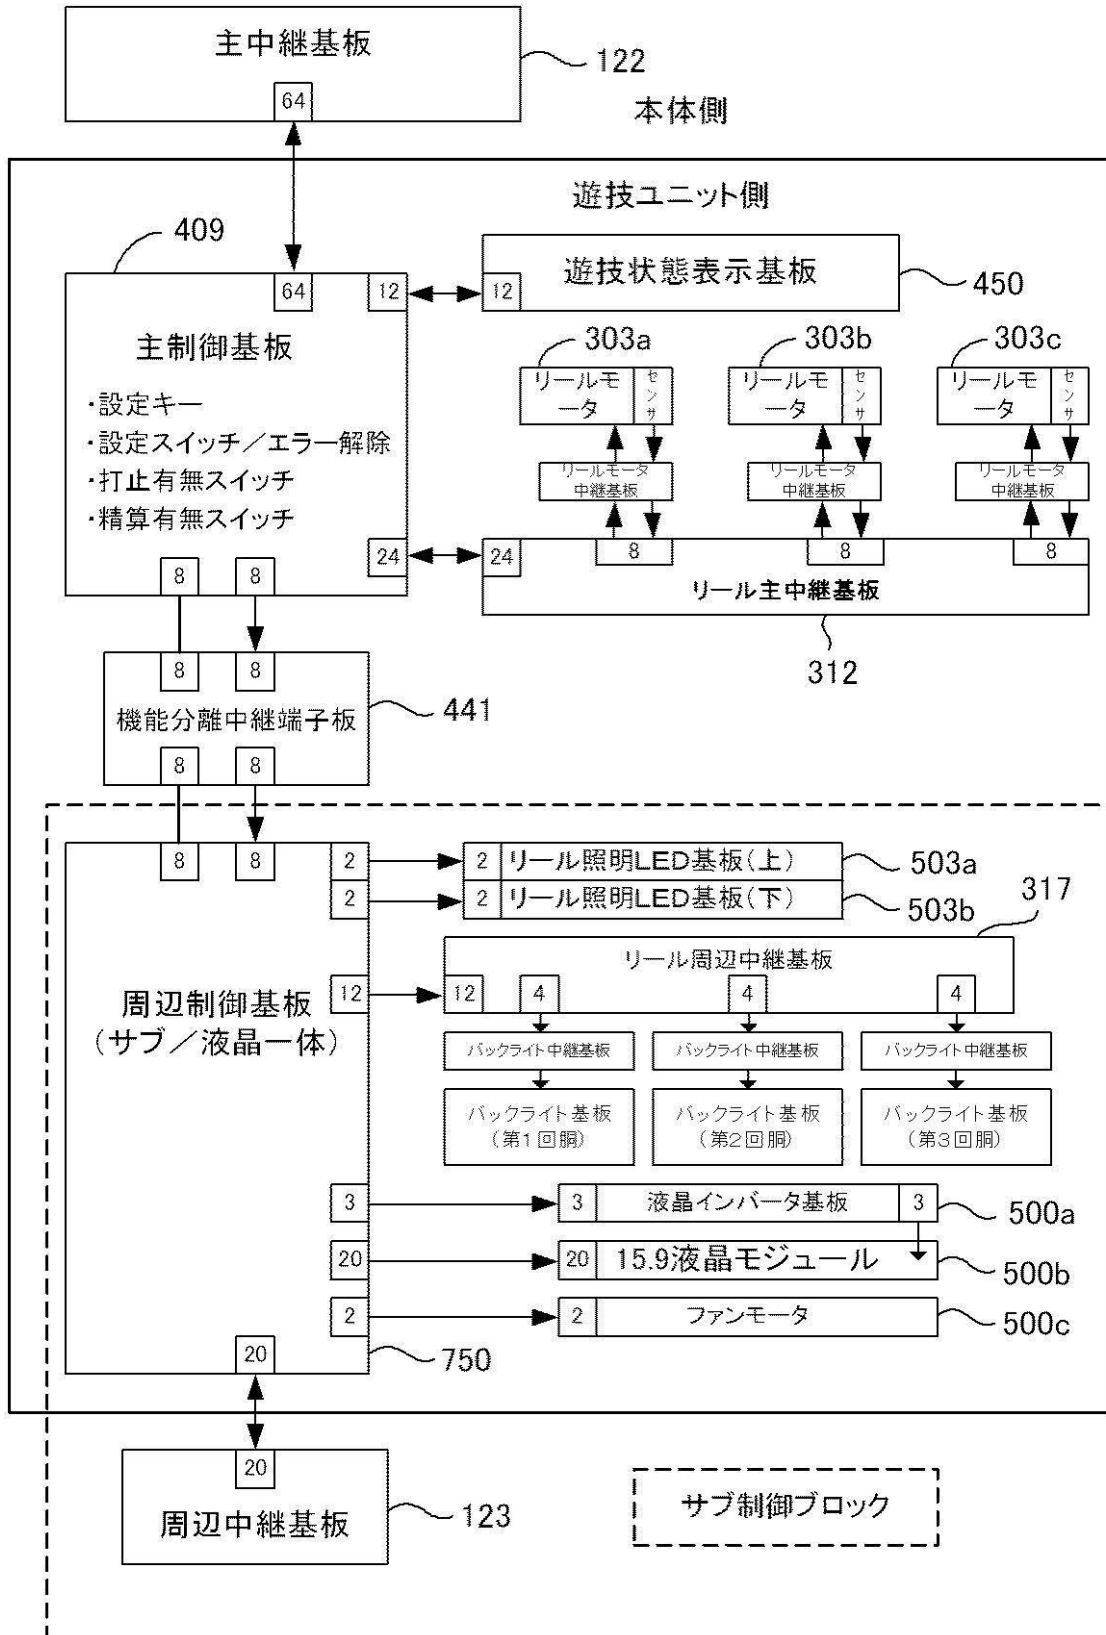 主中継基板
64
122
本体側
遊技ユニット側
409
64
12
12
遊技状態表示基板
450
主制御基板
・設定キー
・設定スイッチ／エラー解除
・打止有無スイッチ
・精算有無スイッチ
303a
303b
303c
リールモ
ータ
センサ
リールモ
ータ
センサ
リールモ
ータ
センサ
リールモータ
中継基板
リールモータ
中継基板
リールモータ
中継基板
24
24
8
8
8
リール主中継基板
312
8
8
8
8
機能分離中継端子板
441
8
8
8
8
2
2
リール照明LED基板(上)
503a
2
2
リール照明LED基板(下)
503b
317
リール周辺中継基板
周辺制御基板
(サブ／液晶一体)
12
12
4
4
4
バックライト中継基板
バックライト中継基板
バックライト中継基板
バックライト基板
(第1回胴)
バックライト基板
(第2回胴)
バックライト基板
(第3回胴)
3
3
液晶インバータ基板
3
500a
20
20
15.9液晶モジュール
500b
2
2
ファンモータ
500c
20
750
20
周辺中継基板
123
サブ制御ブロック